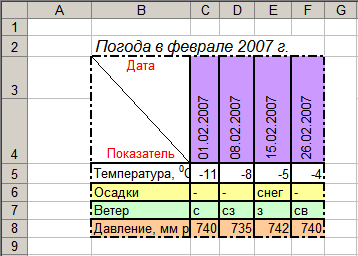 A B C D E F G
1
2 Погода в феврале 2007 г.
3 Дата
4 Показатель 01.02.2007 08.02.2007 15.02.2007 26.02.2007
5 Температура, ⁰С -11 -8 -5 -4
6 Осадки - - снег -
7 Ветер с сз з св
8 Давление, мм р 740 735 742 740
9